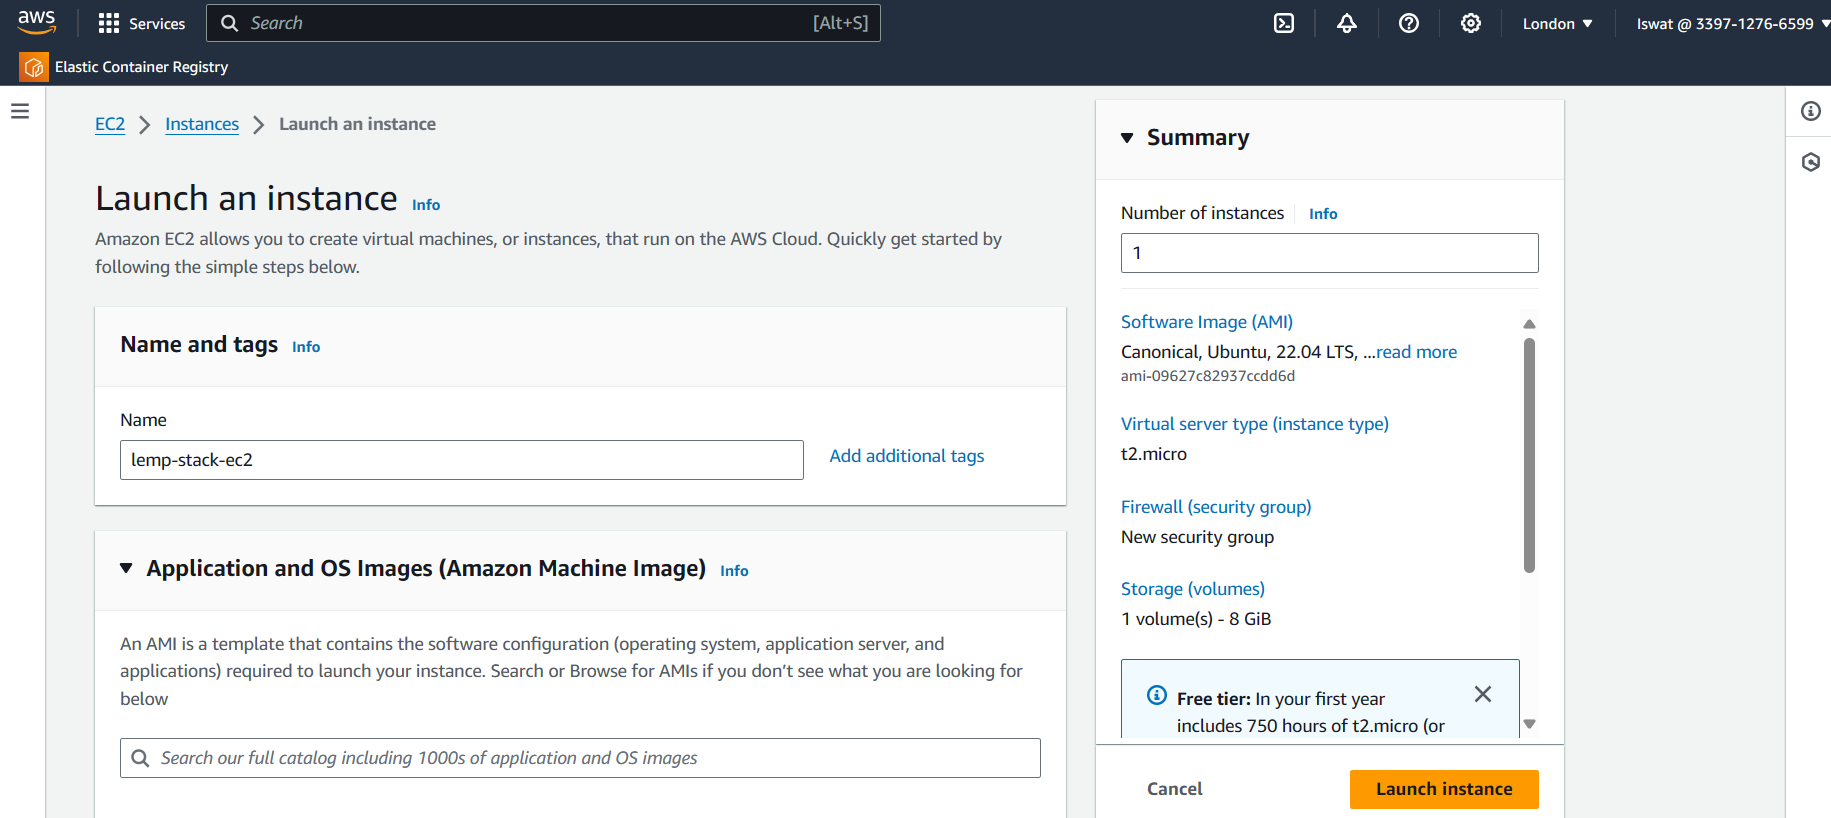 aws
Services
Search
[Alt+S]
London
Iswat @ 3397-1276-6599
Elastic Container Registry
EC2
Instances
Launch an instance
Launch an instance Info
Amazon EC2 allows you to create virtual machines, or instances, that run on the AWS Cloud. Quickly get started by
following the simple steps below.
Name and tags Info
Name
lemp-stack-ec2
Add additional tags
Application and OS Images (Amazon Machine Image) Info
An AMI is a template that contains the software configuration (operating system, application server, and
applications) required to launch your instance. Search or Browse for AMIs if you don’t see what you are looking for
below
Search our full catalog including 1000s of application and OS images
Summary
Number of instances Info
1
Software Image (AMI)
Canonical, Ubuntu, 22.04 LTS, ...read more
ami-09627c82937ccdd6d
Virtual server type (instance type)
t2.micro
Firewall (security group)
New security group
Storage (volumes)
1 volume(s) - 8 GiB
Free tier: In your first year
includes 750 hours of t2.micro (or
Cancel
Launch instance